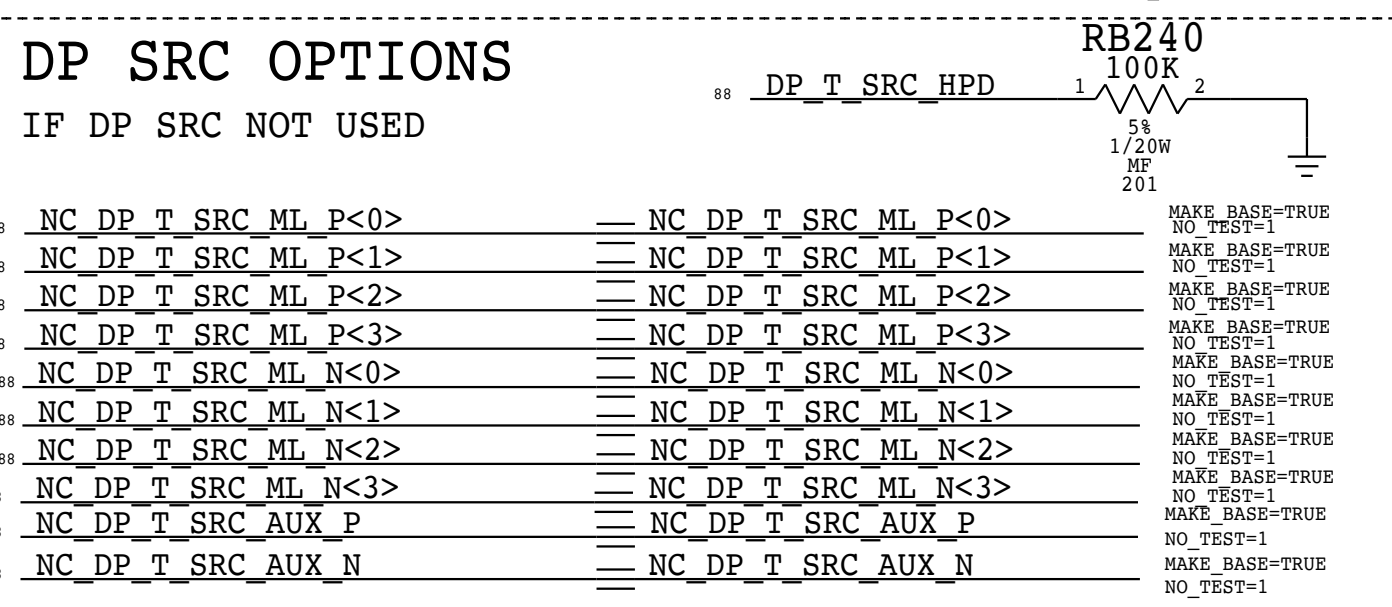 DP SRC OPTIONS
IF DP SRC NOT USED
RB240
100K
88 DP_T_SRC_HPD 1 2
5%
1/20W
MF
201
8 NC_DP_T_SRC_ML_P<0> NC_DP_T_SRC_ML_P<0> MAKE_BASE=TRUE
NO_TEST=1
8 NC_DP_T_SRC_ML_P<1> NC_DP_T_SRC_ML_P<1> MAKE_BASE=TRUE
NO_TEST=1
8 NC_DP_T_SRC_ML_P<2> NC_DP_T_SRC_ML_P<2> MAKE_BASE=TRUE
NO_TEST=1
8 NC_DP_T_SRC_ML_P<3> NC_DP_T_SRC_ML_P<3> MAKE_BASE=TRUE
NO_TEST=1
88 NC_DP_T_SRC_ML_N<0> NC_DP_T_SRC_ML_N<0> MAKE_BASE=TRUE
NO_TEST=1
88 NC_DP_T_SRC_ML_N<1> NC_DP_T_SRC_ML_N<1> MAKE_BASE=TRUE
NO_TEST=1
88 NC_DP_T_SRC_ML_N<2> NC_DP_T_SRC_ML_N<2> MAKE_BASE=TRUE
NO_TEST=1
NC_DP_T_SRC_ML_N<3> NC_DP_T_SRC_ML_N<3> MAKE_BASE=TRUE
NO_TEST=1
NC_DP_T_SRC_AUX_P NC_DP_T_SRC_AUX_P MAKE_BASE=TRUE
NO_TEST=1
NC_DP_T_SRC_AUX_N NC_DP_T_SRC_AUX_N MAKE_BASE=TRUE
NO_TEST=1